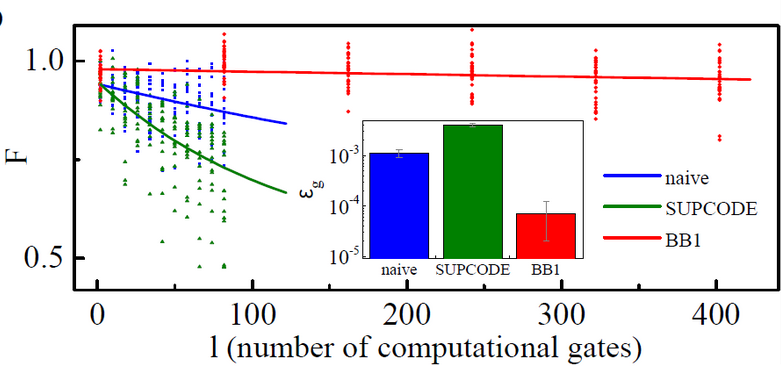 1.0
0.5
F
0
100
200
300
400
l (number of computational gates)
εg
10-3
10-4
10-5
naive
SUPCODE
BB1
naive
SUPCODE
BB1